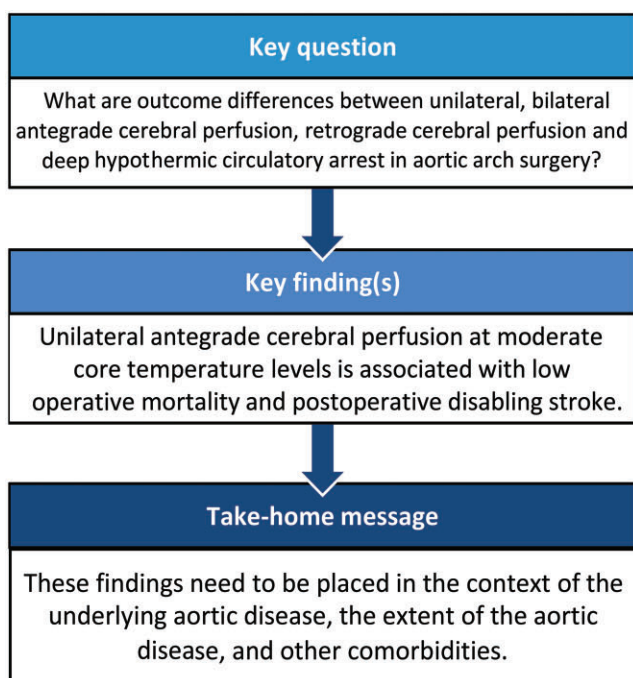 Key question
What are outcome differences between unilateral, bilateral
antegrade cerebral perfusion, retrograde cerebral perfusion and
deep hypothermic circulatory arrest in aortic arch surgery?
Key finding(s)
Unilateral antegrade cerebral perfusion at moderate
core temperature levels is associated with low
operative mortality and postoperative disabling stroke.
Take-home message
These findings need to be placed in the context of the
underlying aortic disease, the extent of the aortic
disease, and other comorbidities.